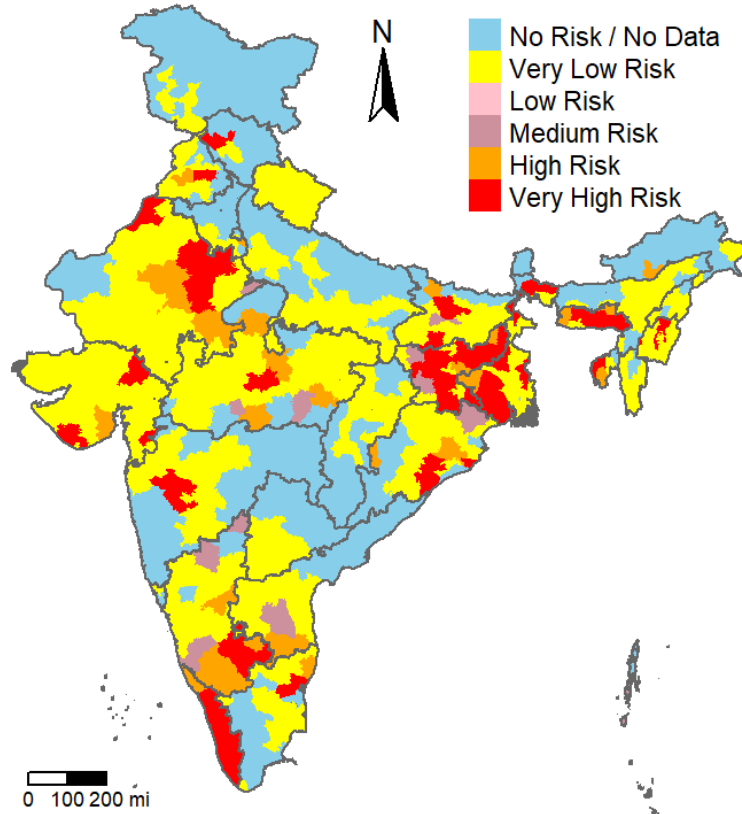 N
No Risk / No Data
Very Low Risk
Low Risk
Medium Risk
High Risk
Very High Risk
0 100 200 mi